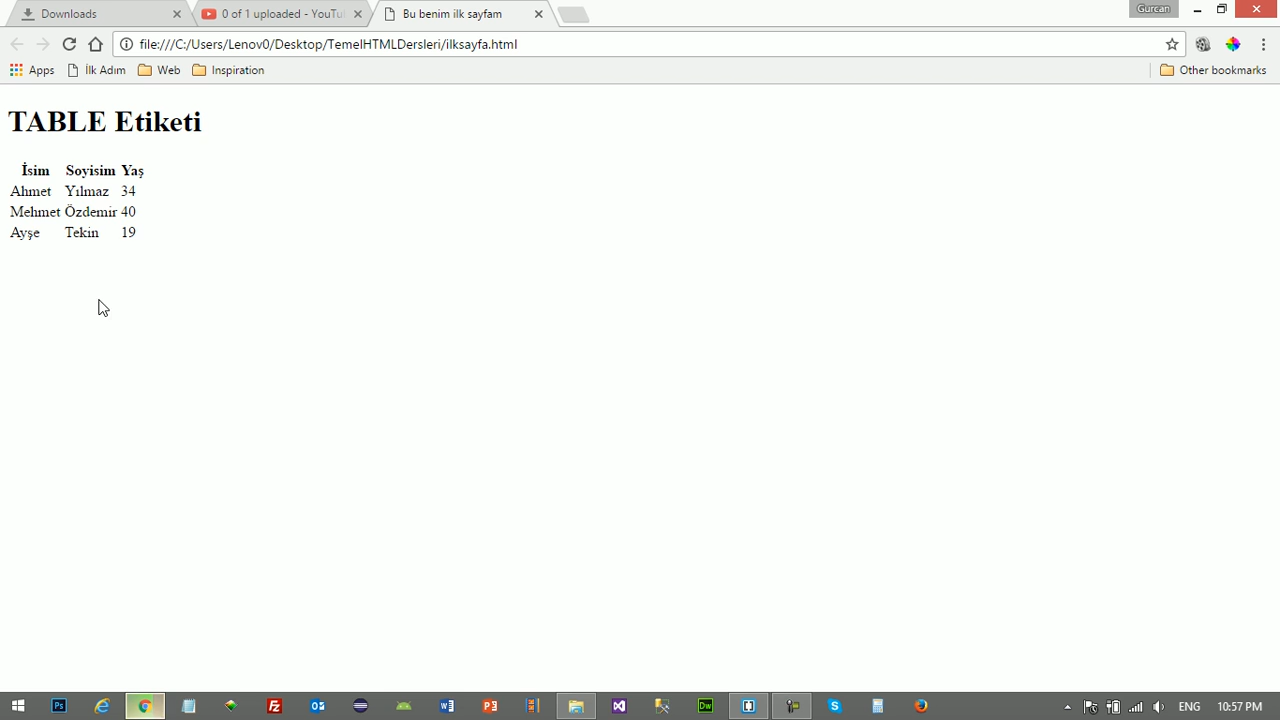 Downloads
0 of 1 uploaded - YouTu
Bu benim ilk sayfam
Gurcan
file:///C:/Users/Lenov0/Desktop/TemelHTMLDersleri/ilksayfa.html
Apps
İlk Adım
Web
Inspiration
Other bookmarks
TABLE Etiketi
İsim Soyisim Yaş
Ahmet Yılmaz 34
Mehmet Özdemir 40
Ayşe Tekin 19
ENG
10:57 PM